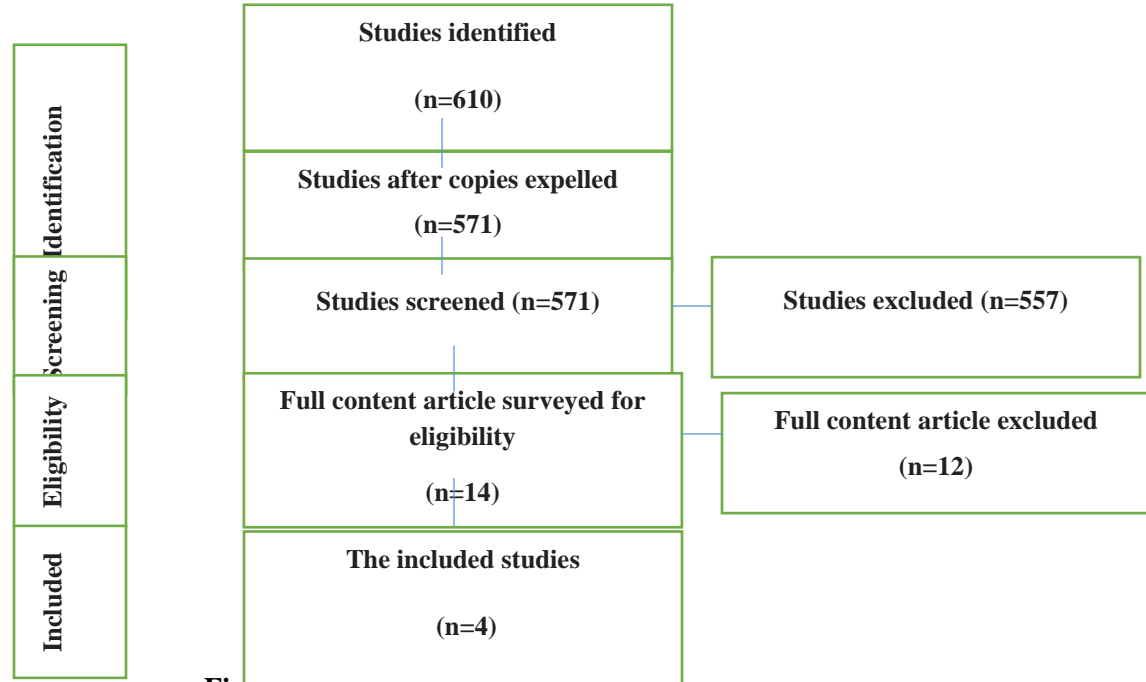 Identification
Studies identified
(n=610)
Studies after copies expelled
(n=571)
Screening
Studies screened (n=571)
Studies excluded (n=557)
Eligibility
Full content article surveyed for
eligibility
(n=14)
Full content article excluded
(n=12)
Included
The included studies
(n=4)